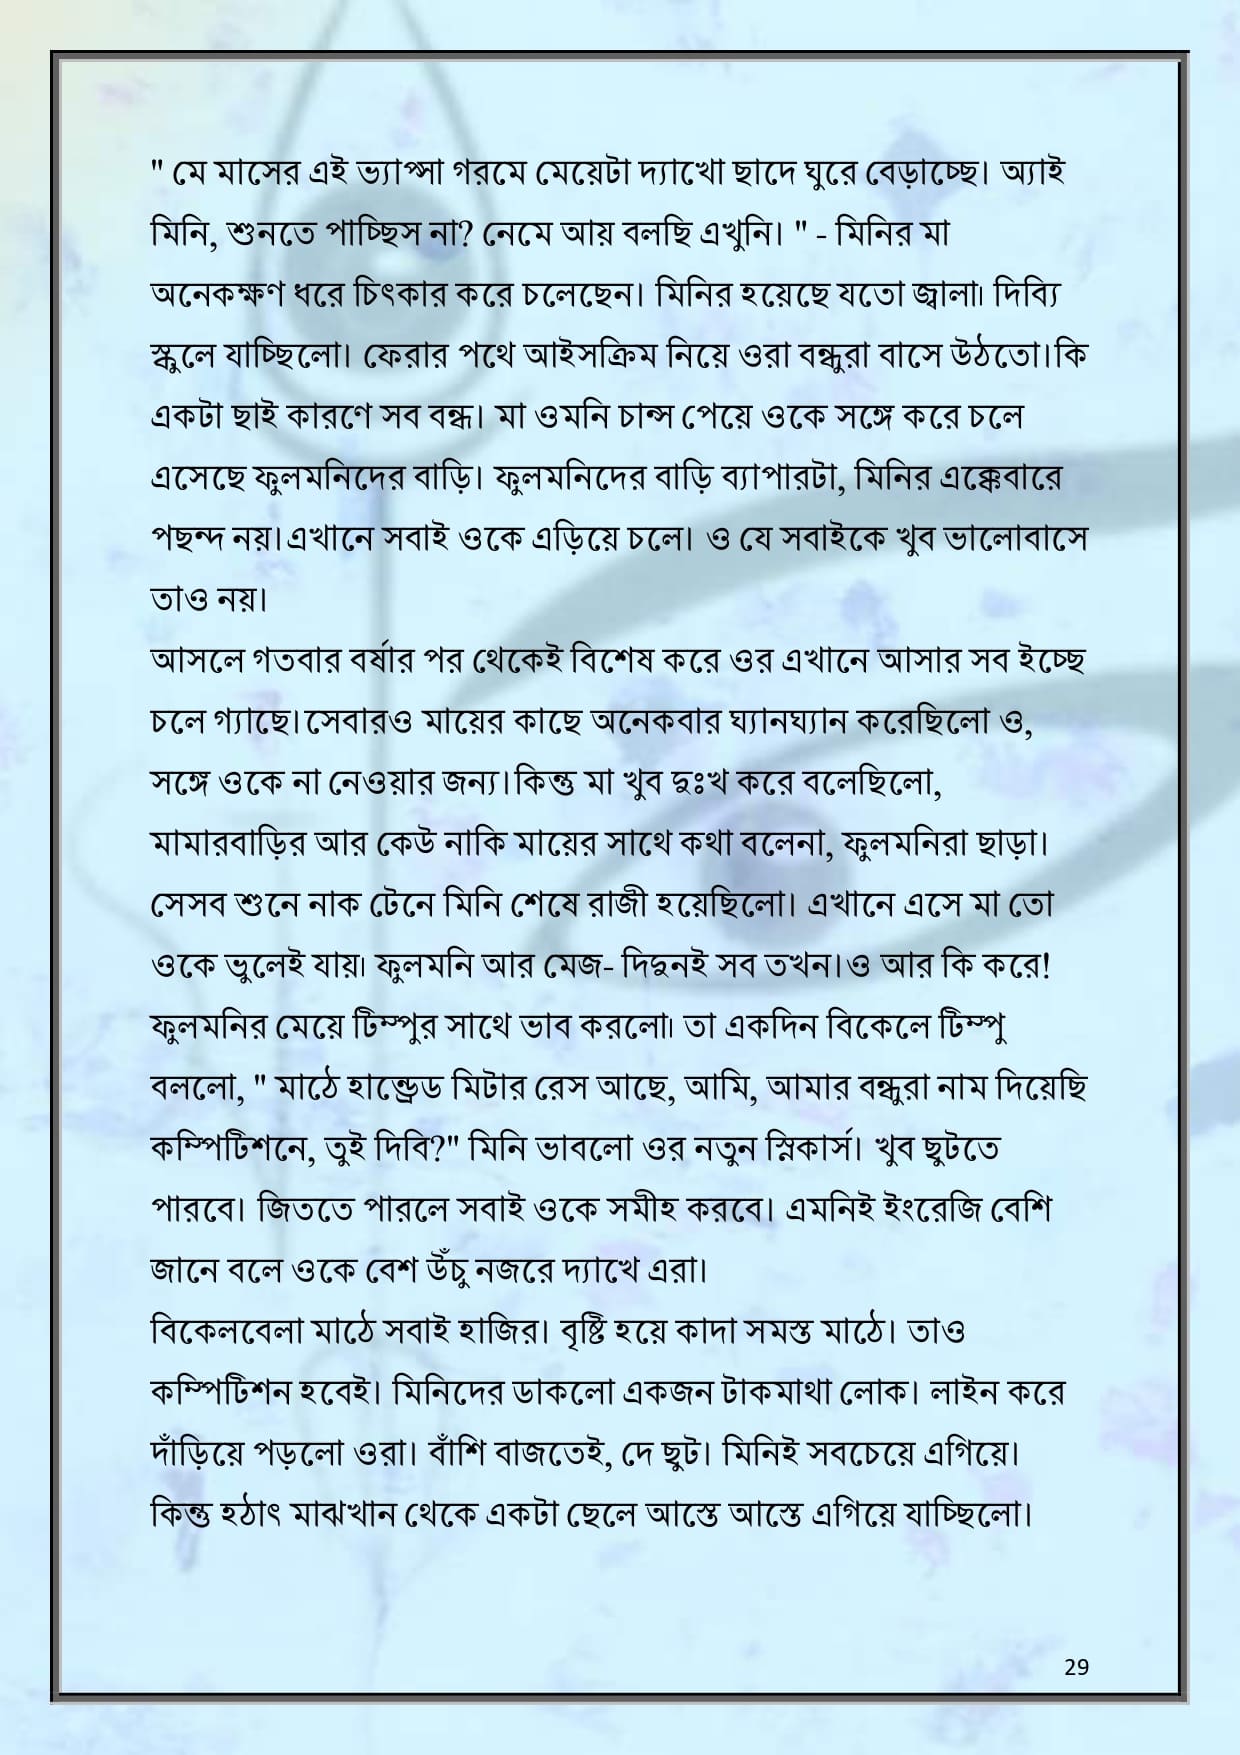 " মে মাসের এই ভ্যাপ্সা গরমে মেয়েটা দ্যাখো ছাদে ঘুরে বেড়াচ্ছে। অ্যাই
মিনি, শুনতে পাচ্ছিস না? নেমে আয় বলছি এখুনি। " - মিনির মা
অনেকক্ষণ ধরে চিৎকার করে চলেছেন। মিনির হয়েছে যতো জ্বালা৷ দিব্যি
স্কুলে যাচ্ছিলো। ফেরার পথে আইসক্রিম নিয়ে ওরা বন্ধুরা বাসে উঠতো।কি
একটা ছাই কারণে সব বন্ধ। মা ওমনি চান্স পেয়ে ওকে সঙ্গে করে চলে
এসেছে ফুলমনিদের বাড়ি। ফুলমনিদের বাড়ি ব্যাপারটা, মিনির এক্কেবারে
পছন্দ নয়।এখানে সবাই ওকে এড়িয়ে চলে। ও যে সবাইকে খুব ভালোবাসে
তাও নয়।
আসলে গতবার বর্ষার পর থেকেই বিশেষ করে ওর এখানে আসার সব ইচ্ছে
চলে গ্যাছে।সেবারও মায়ের কাছে অনেকবার ঘ্যানঘ্যান করেছিলো ও,
সঙ্গে ওকে না নেওয়ার জন্য।কিন্তু মা খুব দুঃখ করে বলেছিলো,
মামারবাড়ির আর কেউ নাকি মায়ের সাথে কথা বলেনা, ফুলমনিরা ছাড়া।
সেসব শুনে নাক টেনে মিনি শেষে রাজী হয়েছিলো। এখানে এসে মা তো
ওকে ভুলেই যায়৷ ফুলমনি আর মেজ- দিদুনই সব তখন।ও আর কি করে!
ফুলমনির মেয়ে টিম্পুর সাথে ভাব করলো৷ তা একদিন বিকেলে টিম্পু
বললো, " মাঠে হান্ড্রেড মিটার রেস আছে, আমি, আমার বন্ধুরা নাম দিয়েছি
কম্পিটিশনে, তুই দিবি?" মিনি ভাবলো ওর নতুন স্নিকার্স। খুব ছুটতে
পারবে। জিততে পারলে সবাই ওকে সমীহ করবে। এমনিই ইংরেজি বেশি
জানে বলে ওকে বেশ উঁচু নজরে দ্যাখে এরা।
বিকেলবেলা মাঠে সবাই হাজির। বৃষ্টি হয়ে কাদা সমস্ত মাঠে। তাও
কম্পিটিশন হবেই। মিনিদের ডাকলো একজন টাকমাথা লোক। লাইন করে
দাঁড়িয়ে পড়লো ওরা। বাঁশি বাজতেই, দে ছুট। মিনিই সবচেয়ে এগিয়ে।
কিন্তু হঠাৎ মাঝখান থেকে একটা ছেলে আস্তে আস্তে এগিয়ে যাচ্ছিলো।
29